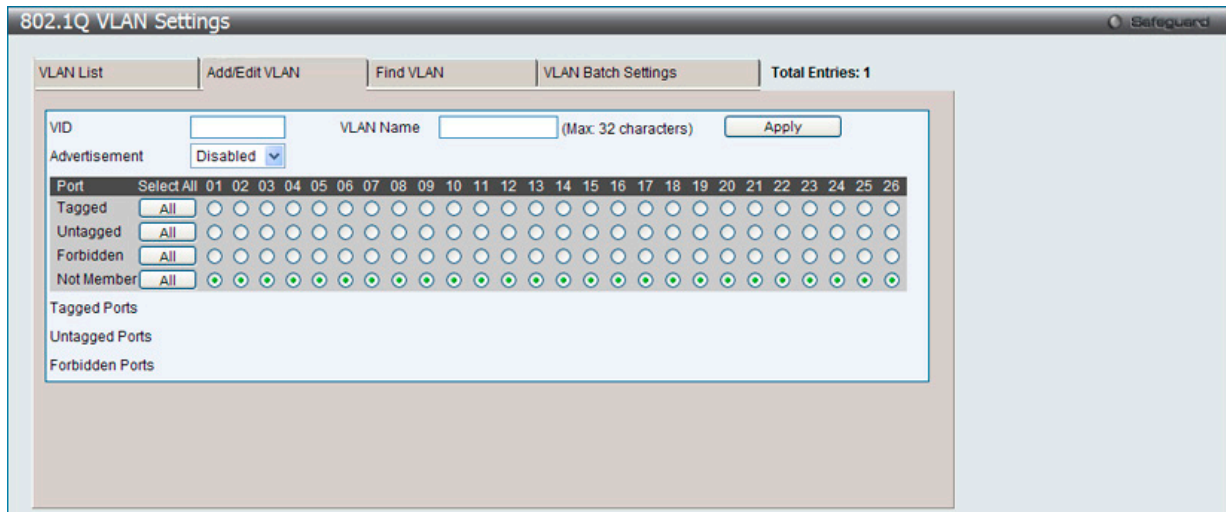 802.1Q VLAN Settings Safeguard
VLAN List Add/Edit VLAN Find VLAN VLAN Batch Settings Total Entries: 1
VID VLAN Name (Max: 32 characters) Apply
Advertisement Disabled
Port Select All 01 02 03 04 05 06 07 08 09 10 11 12 13 14 15 16 17 18 19 20 21 22 23 24 25 26
Tagged All
Untagged All
Forbidden All
Not Member All
Tagged Ports
Untagged Ports
Forbidden Ports